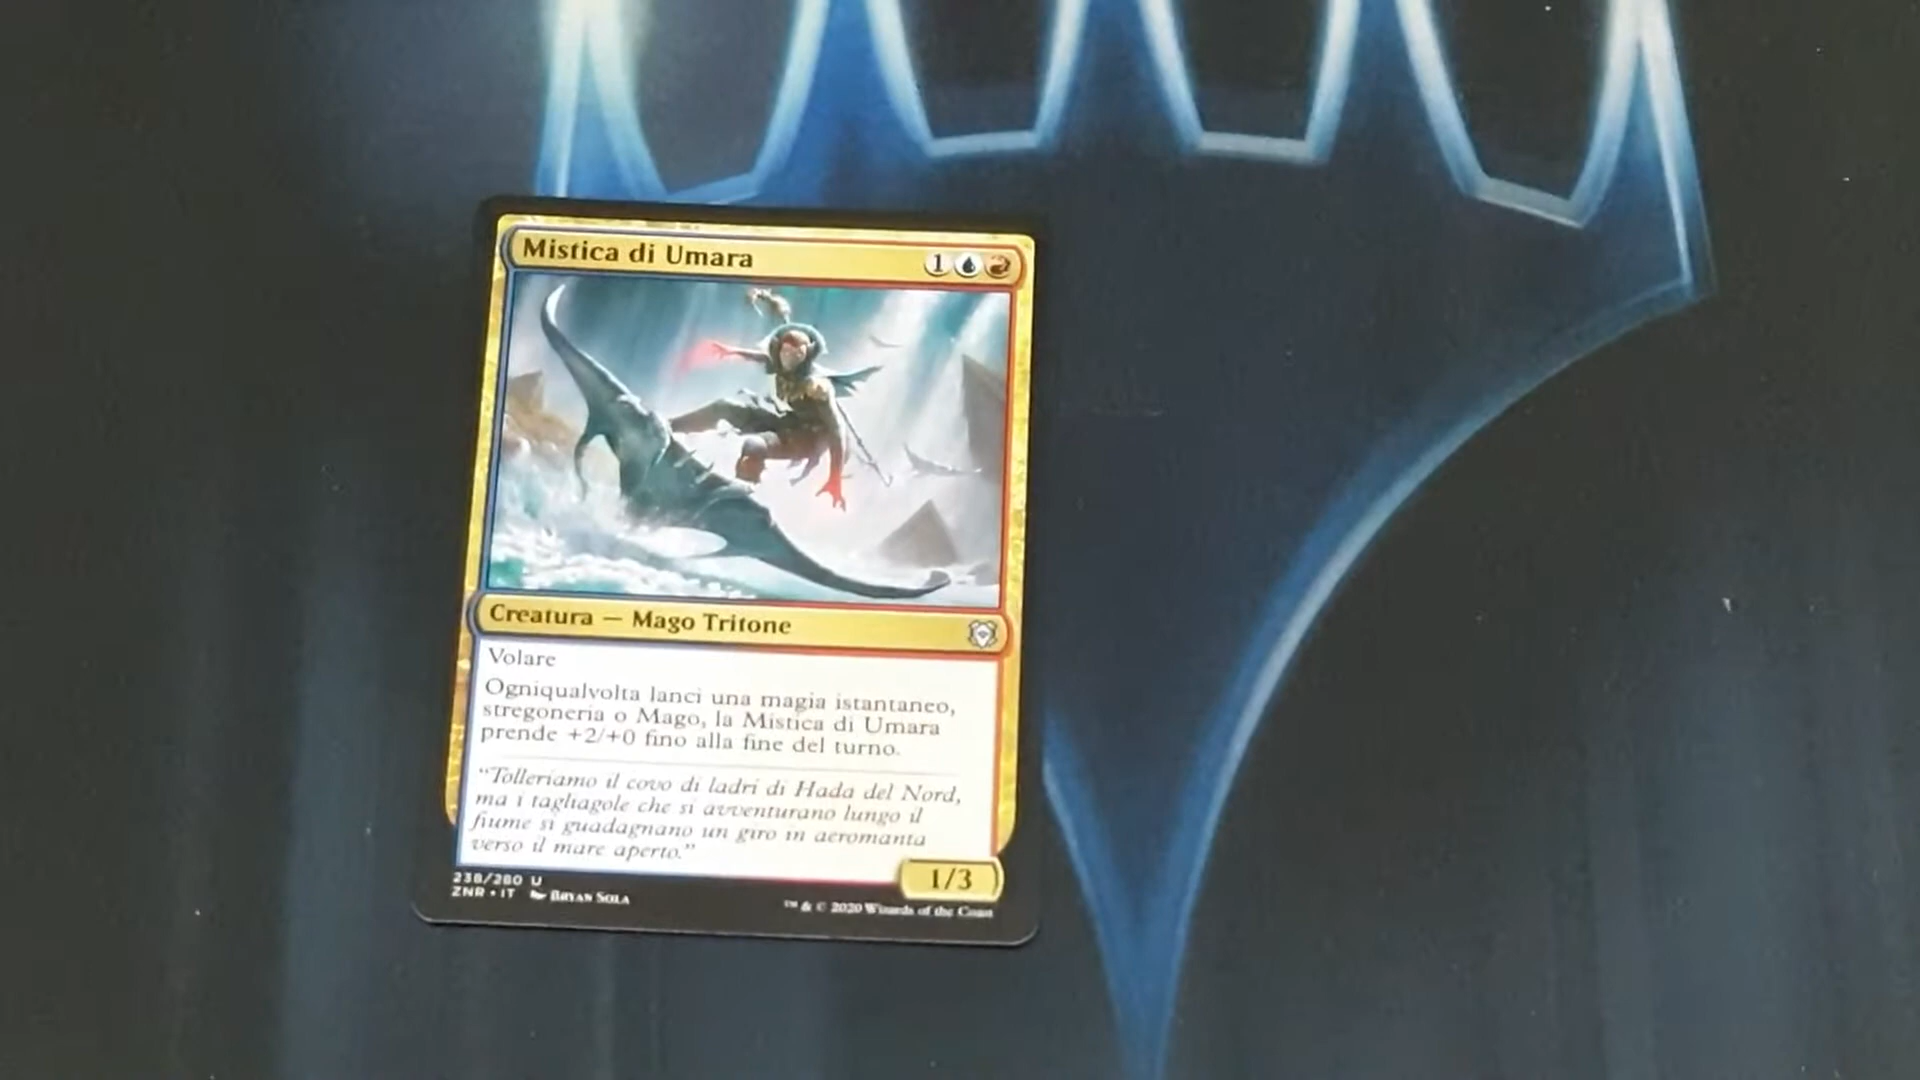 Mistica di Umara
1
Creatura — Mago Tritone
Volare
Ogniqualvolta lanci una magia istantaneo,
stregoneria o Mago, la Mistica di Umara
prende +2/+0 fino alla fine del turno.
“Tolleriamo il covo di ladri di Hada del Nord,
ma i tagliagole che si avventurano lungo il
fiume si guadagnano un giro in aeromanta
verso il mare aperto.”
1/3
238/280 U
ZNR • IT Bryan Sola
™ & © 2020 Wizards of the Coast